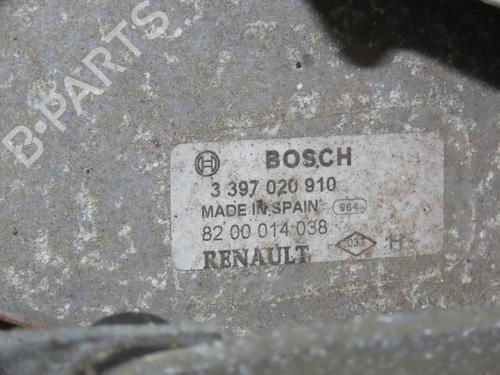 B-PARTS
BOSCH
3 397 020 910
MADE IN SPAIN 964
82 00 014 038
RENAULT 037 H